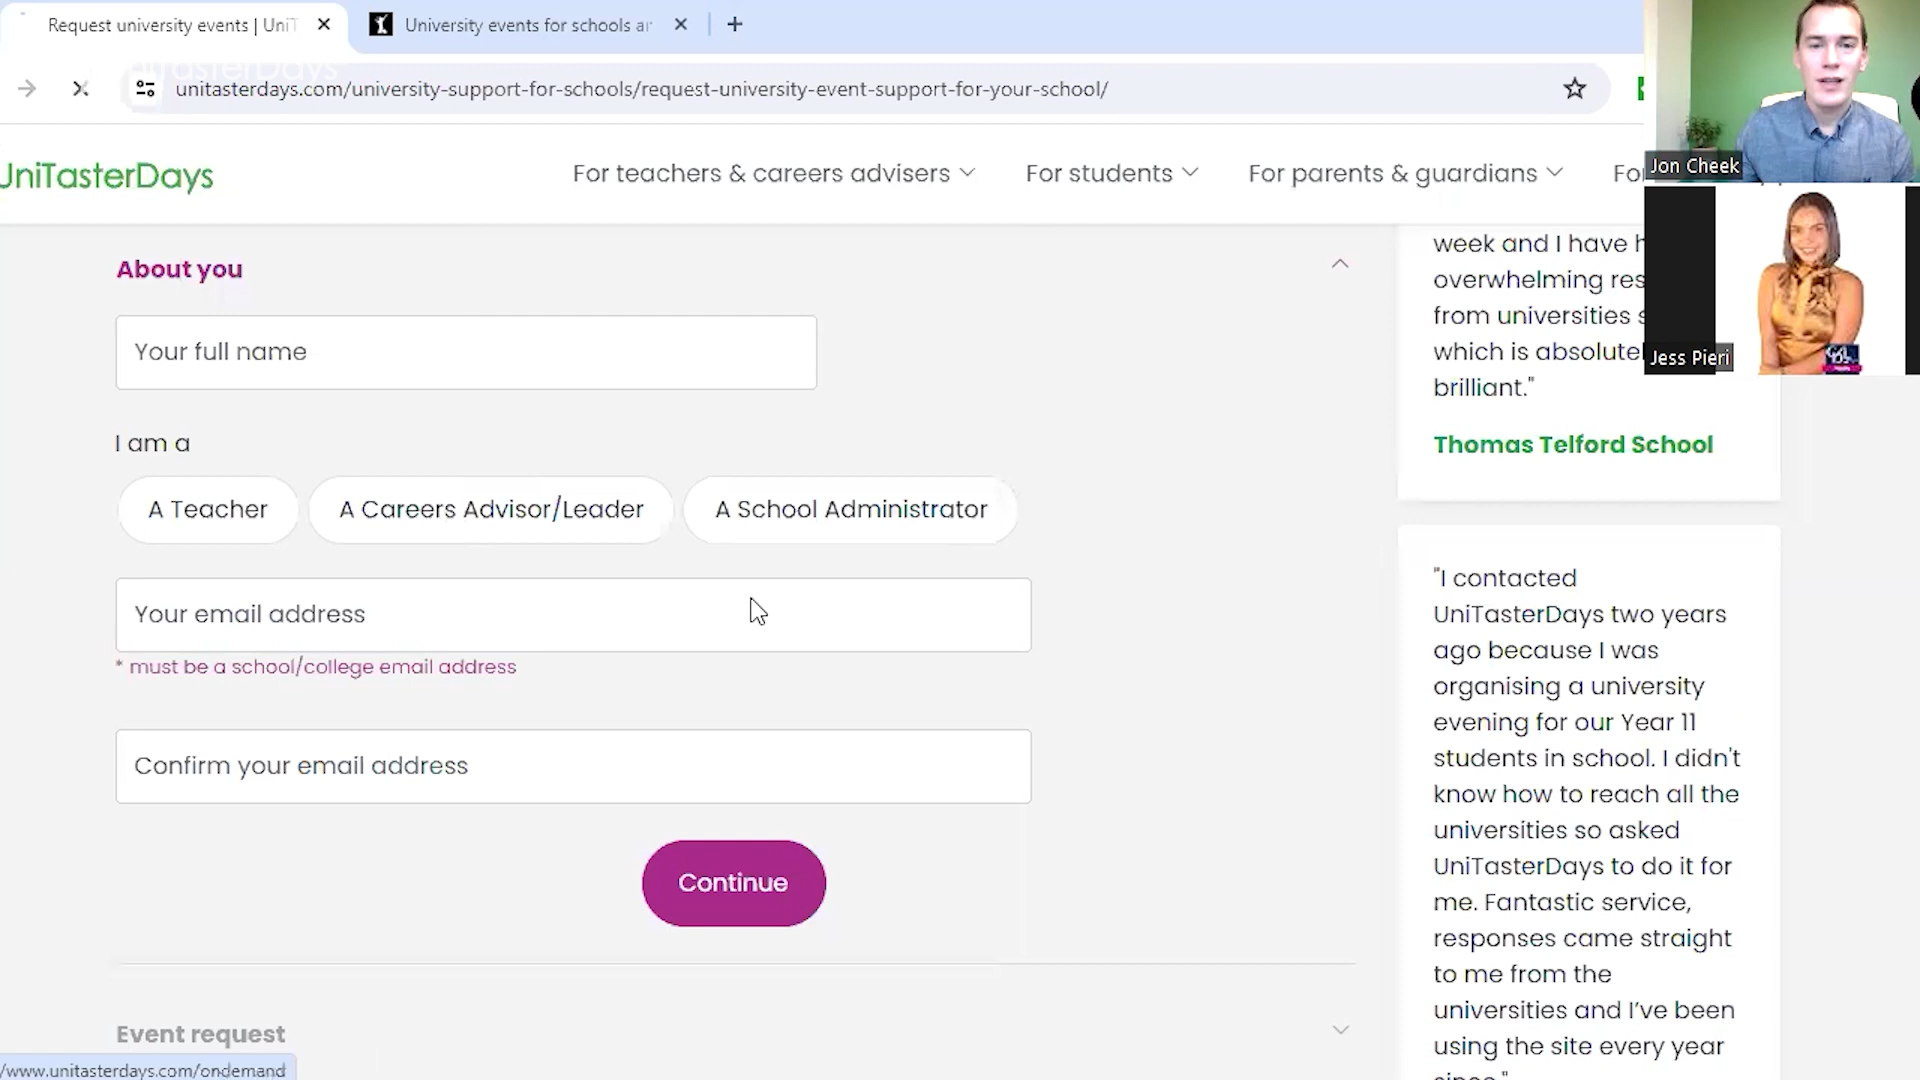 Request university events | UniT
University events for schools ar
unitasterdays.com/university-support-for-schools/request-university-event-support-for-your-school/
UniTasterDays
For teachers & careers advisers
For students
For parents & guardians
Jon Cheek
Jess Pieri
About you
Your full name
I am a
A Teacher
A Careers Advisor/Leader
A School Administrator
Your email address
* must be a school/college email address
Confirm your email address
Continue
Event request
/www.unitasterdays.com/ondemand
week and I have h
overwhelming res
from universities s
which is absolutel
brilliant."
Thomas Telford School
"I contacted
UniTasterDays two years
ago because I was
organising a university
evening for our Year 11
students in school. I didn't
know how to reach all the
universities so asked
UniTasterDays to do it for
me. Fantastic service,
responses came straight
to me from the
universities and I've been
using the site every year
since."